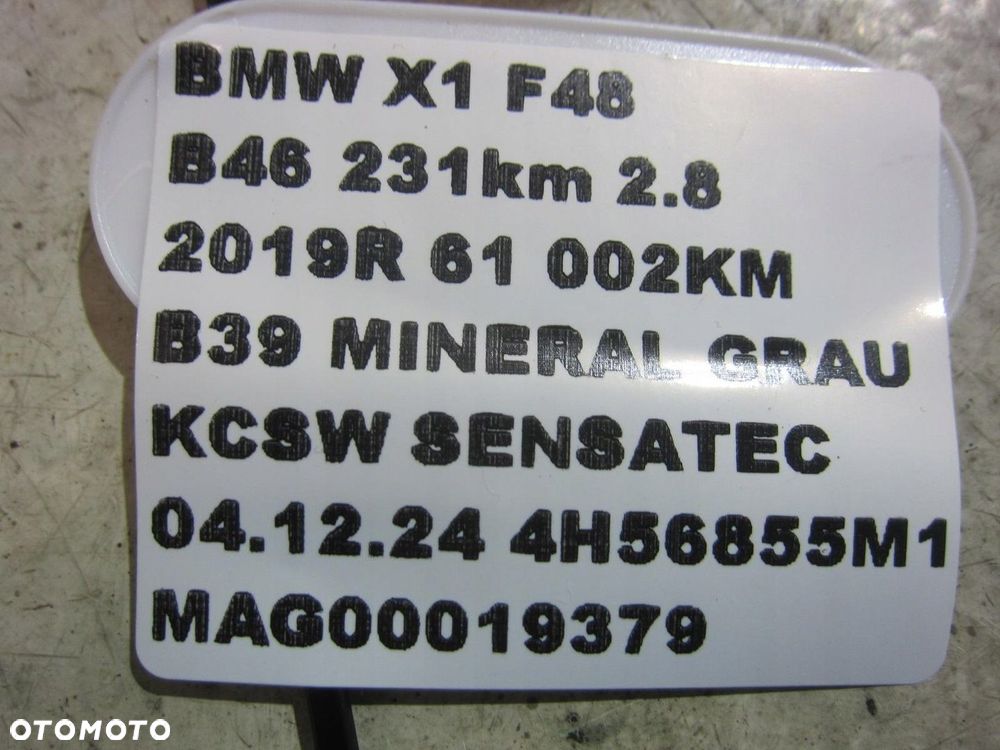 BMW X1 F48
B46 231km 2.8
2019R 61 002KM
B39 MINERAL GRAU
KCSW SENSATEC
04.12.24 4H56855M1
MAG00019379
OTOMOTO